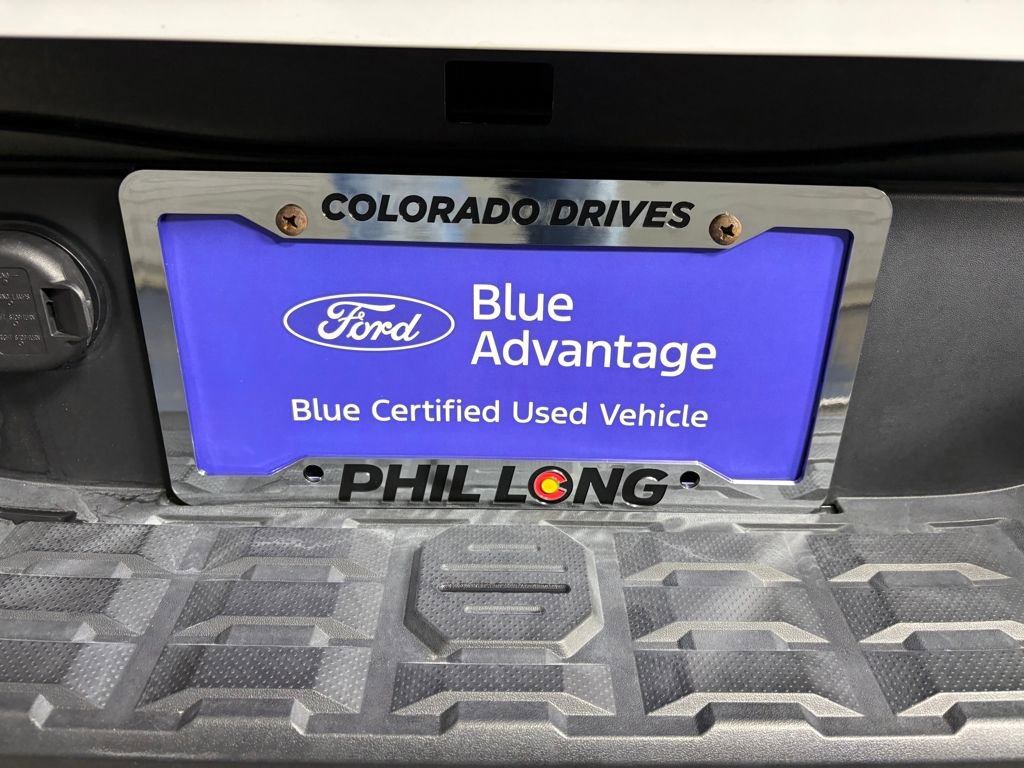 COLORADO DRIVES
Ford
Blue
Advantage
Blue Certified Used Vehicle
PHIL LONG